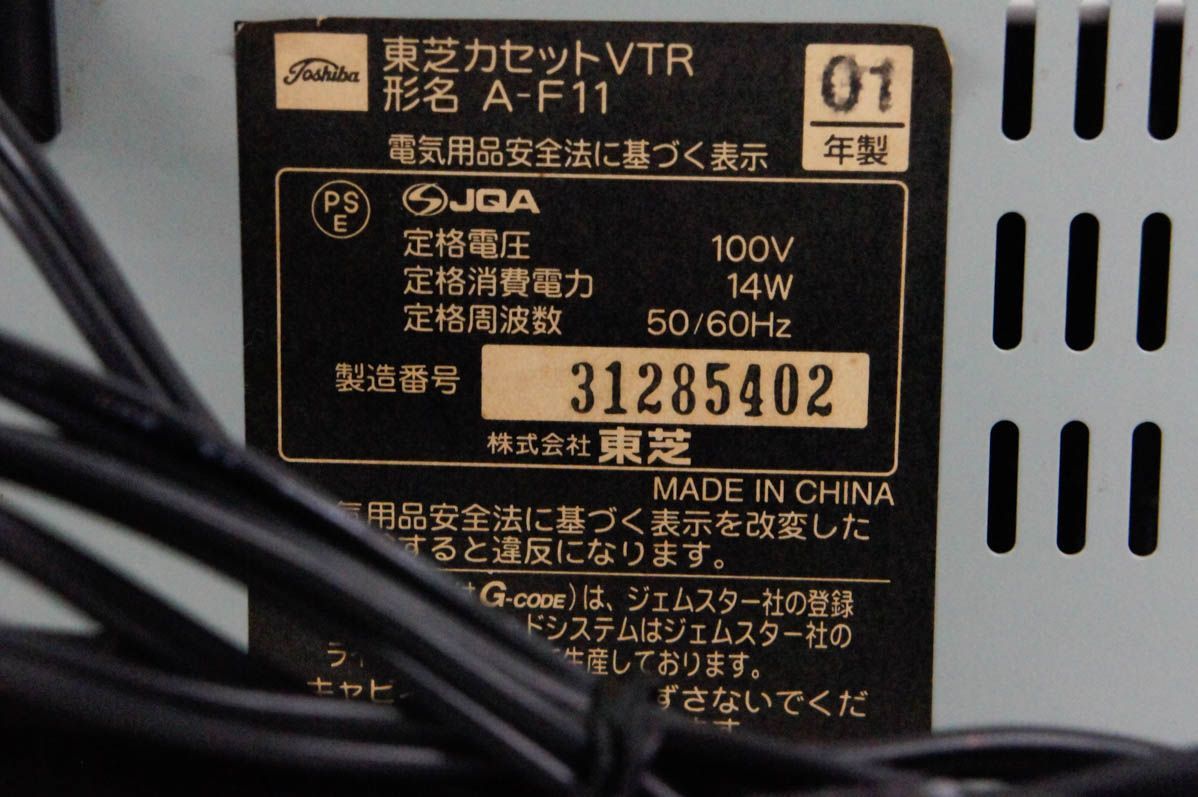 Toshiba
東芝カセットVTR
形名 A-F11
01
年製
電気用品安全法に基づく表示
PS
E
JQA
定格電圧 100V
定格消費電力 14W
定格周波数 50/60Hz
製造番号 31285402
株式会社 東芝
MADE IN CHINA
気用品安全法に基づく表示を改変した
すると違反になります。
G-CODE)は、ジェムスター社の登録
ドシステムはジェムスター社の
生産しております。
キャビ
ずさないでくだ